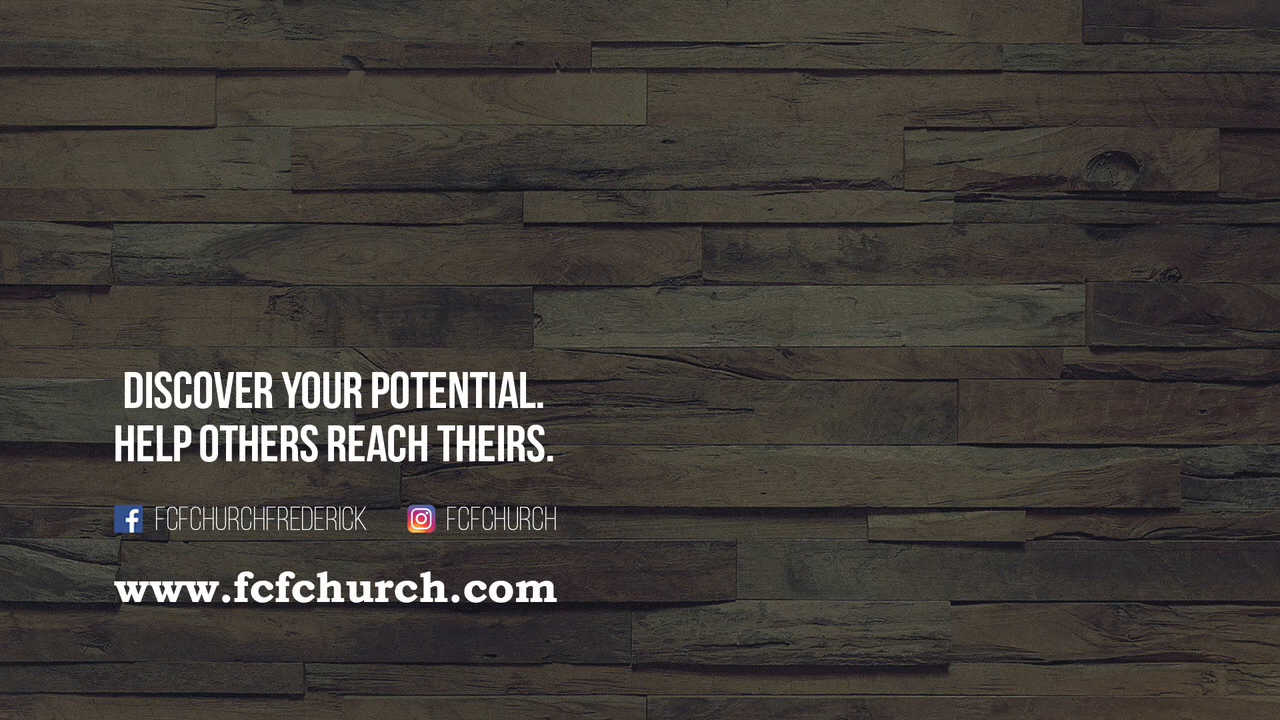 DISCOVER YOUR POTENTIAL.
HELP OTHERS REACH THEIRS.
FCFCHURCHFREDERICK FCFCHURCH
www.fcfchurch.com